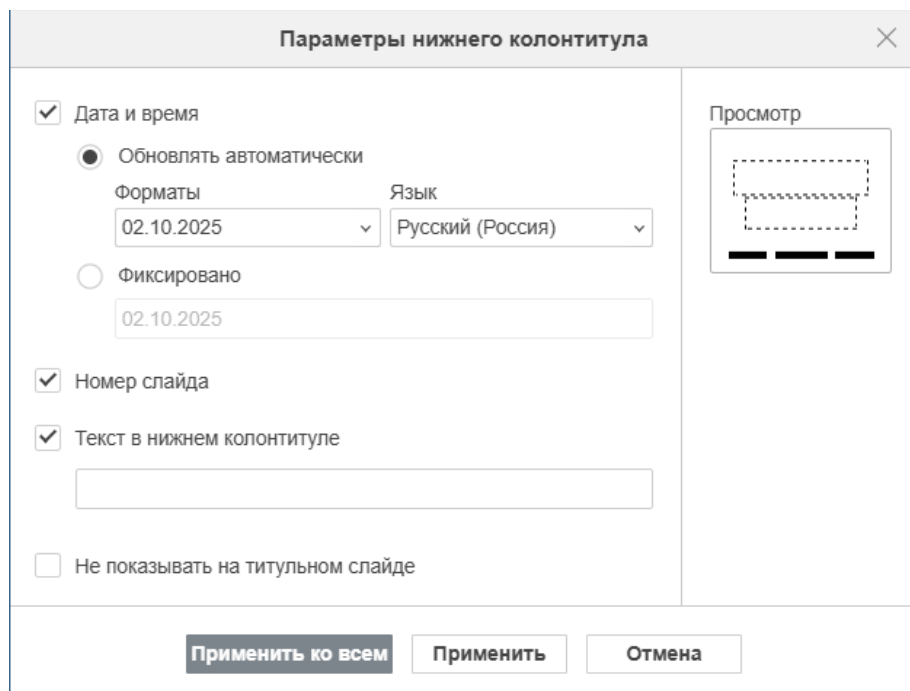 Параметры нижнего колонтитула
Дата и время
Просмотр
Обновлять автоматически
Форматы Язык
02.10.2025 Русский (Россия)
Фиксировано
02.10.2025
Номер слайда
Текст в нижнем колонтитуле
Не показывать на титульном слайде
Применить ко всем Применить Отмена